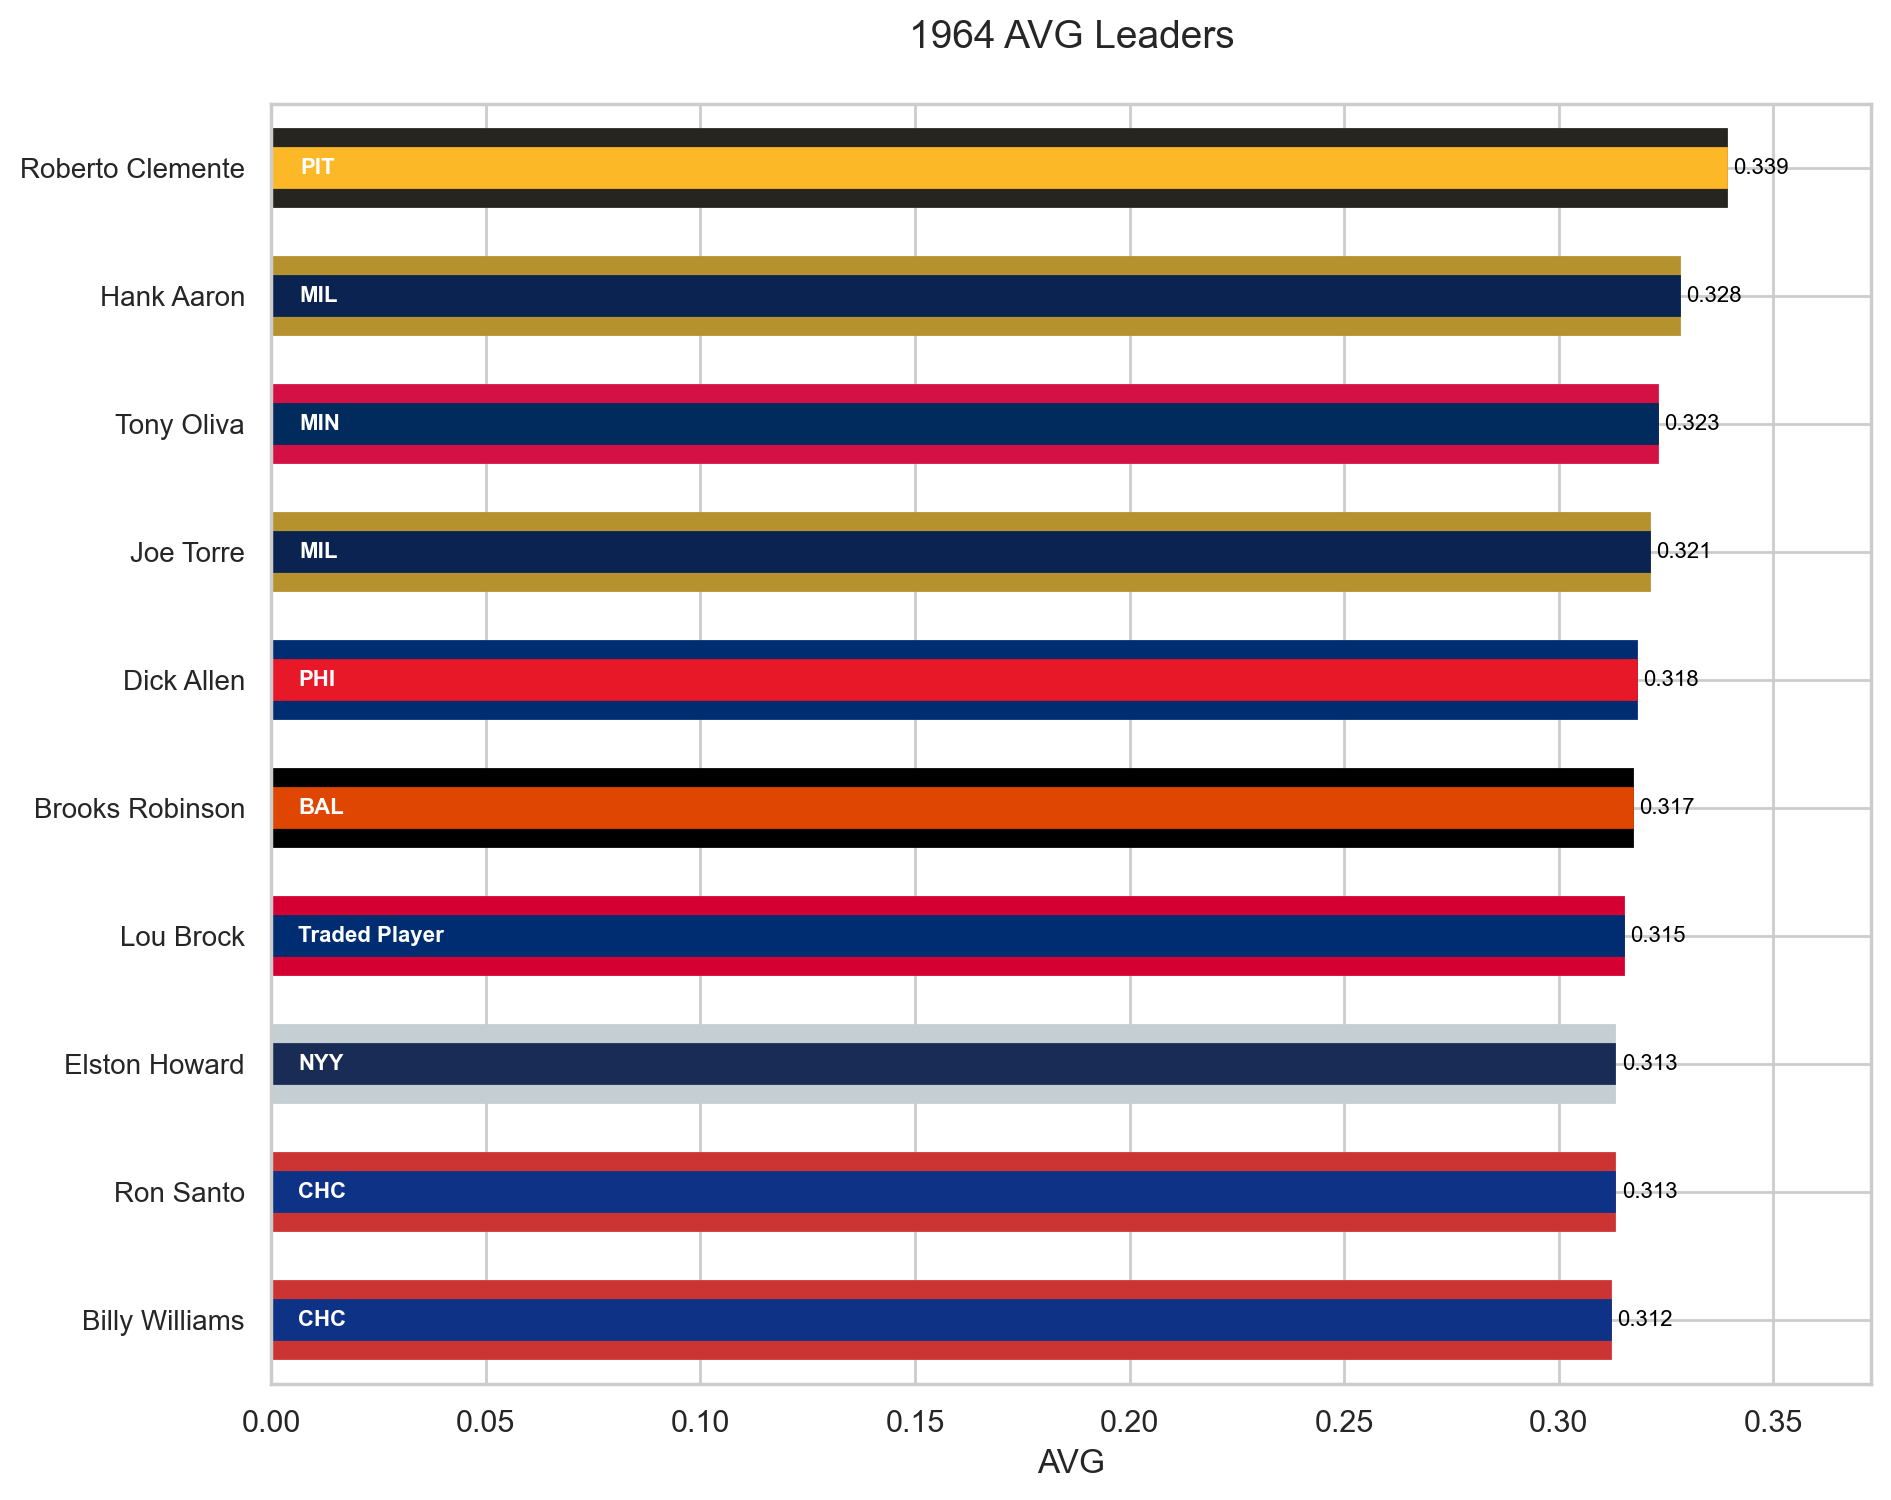 1964 AVG Leaders
Roberto Clemente PIT 0.339
Hank Aaron MIL 0.328
Tony Oliva MIN 0.323
Joe Torre MIL 0.321
Dick Allen PHI 0.318
Brooks Robinson BAL 0.317
Lou Brock Traded Player 0.315
Elston Howard NYY 0.313
Ron Santo CHC 0.313
Billy Williams CHC 0.312
0.00 0.05 0.10 0.15 0.20 0.25 0.30 0.35
AVG